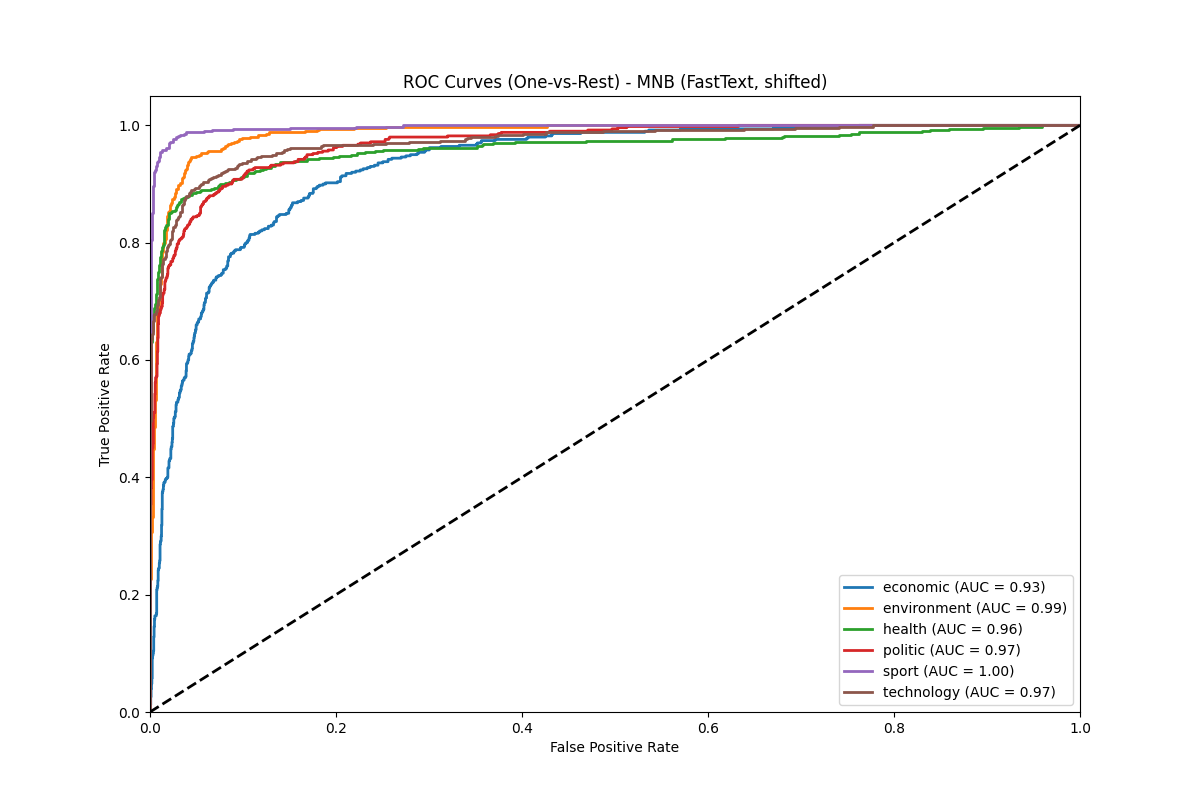 ROC Curves (One-vs-Rest) - MNB (FastText, shifted)
True Positive Rate
1.0
0.8
0.6
0.4
0.2
0.0
0.0 0.2 0.4 0.6 0.8 1.0
False Positive Rate
economic (AUC = 0.93)
environment (AUC = 0.99)
health (AUC = 0.96)
politic (AUC = 0.97)
sport (AUC = 1.00)
technology (AUC = 0.97)